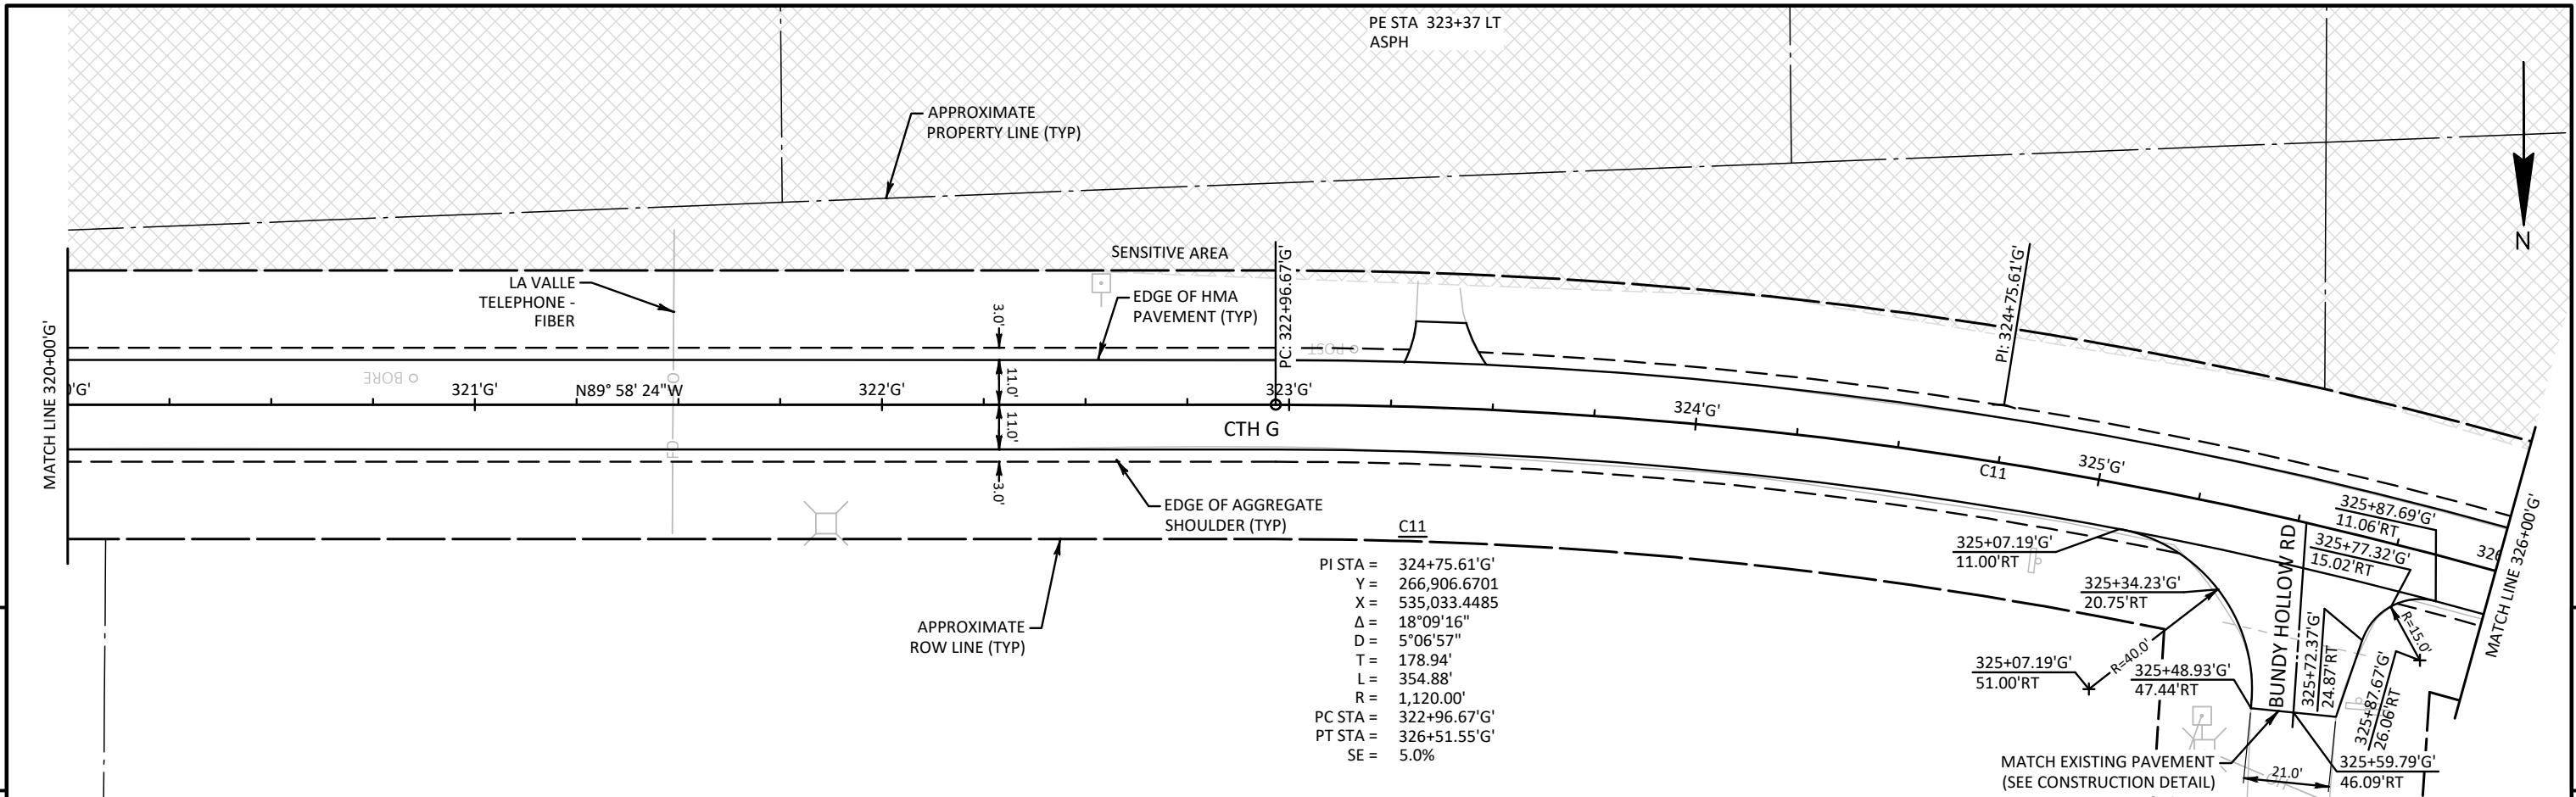 PE STA 323+37 LT
ASPH
APPROXIMATE
PROPERTY LINE (TYP)
N
SENSITIVE AREA
LA VALLE
TELEPHONE -
FIBER
EDGE OF HMA
PAVEMENT (TYP)
PC: 322+96.67'G'
PI: 324+75.61'G'
MATCH LINE 320+00'G'
3.0'
POST
BORE
0'G'
321'G'
N89° 58' 24"W
322'G'
11.0'
323'G'
324'G'
FO
FO
11.0'
CTH G
C11
325'G'
3.0'
EDGE OF AGGREGATE
SHOULDER (TYP)
APPROXIMATE
ROW LINE (TYP)
C11
PI STA = 324+75.61'G'
Y = 266,906.6701
X = 535,033.4485
Δ = 18°09'16"
D = 5°06'57"
T = 178.94'
L = 354.88'
R = 1,120.00'
PC STA = 322+96.67'G'
PT STA = 326+51.55'G'
SE = 5.0%
325+87.69'G'
11.06'RT
325+77.32'G'
15.02'RT
326
MATCH LINE 326+00'G'
325+07.19'G'
11.00'RT
325+34.23'G'
20.75'RT
BUNDY HOLLOW RD
325+72.37'G'
24.87'RT
R=15.0'
325+87.67'G'
26.06'RT
R=40.0'
325+07.19'G'
51.00'RT
325+48.93'G'
47.44'RT
MATCH EXISTING PAVEMENT
(SEE CONSTRUCTION DETAIL)
21.0'
325+59.79'G'
46.09'RT